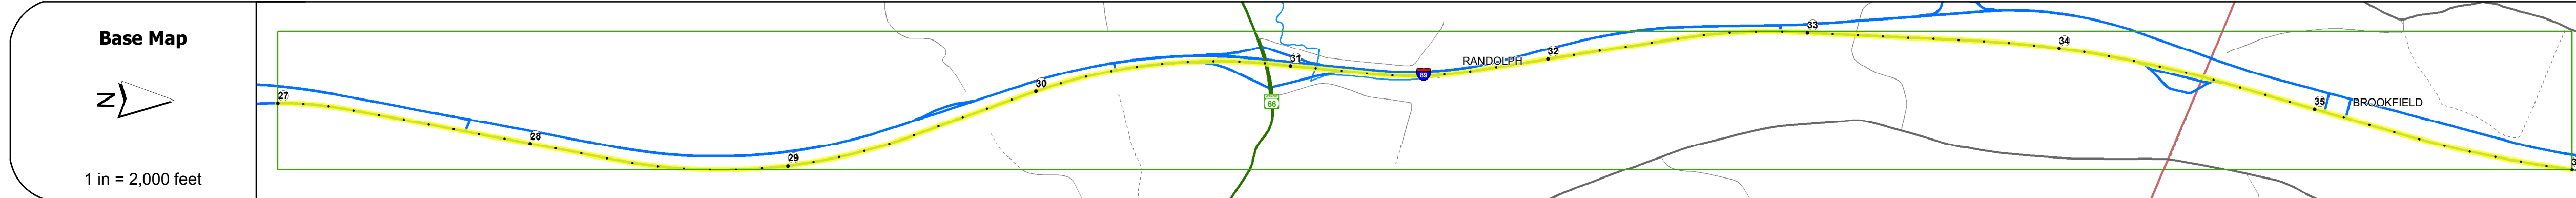 Base Map
N
1 in = 2,000 feet
27
28
29
30
31
66
89
RANDOLPH
32
33
34
35
BROOKFIELD